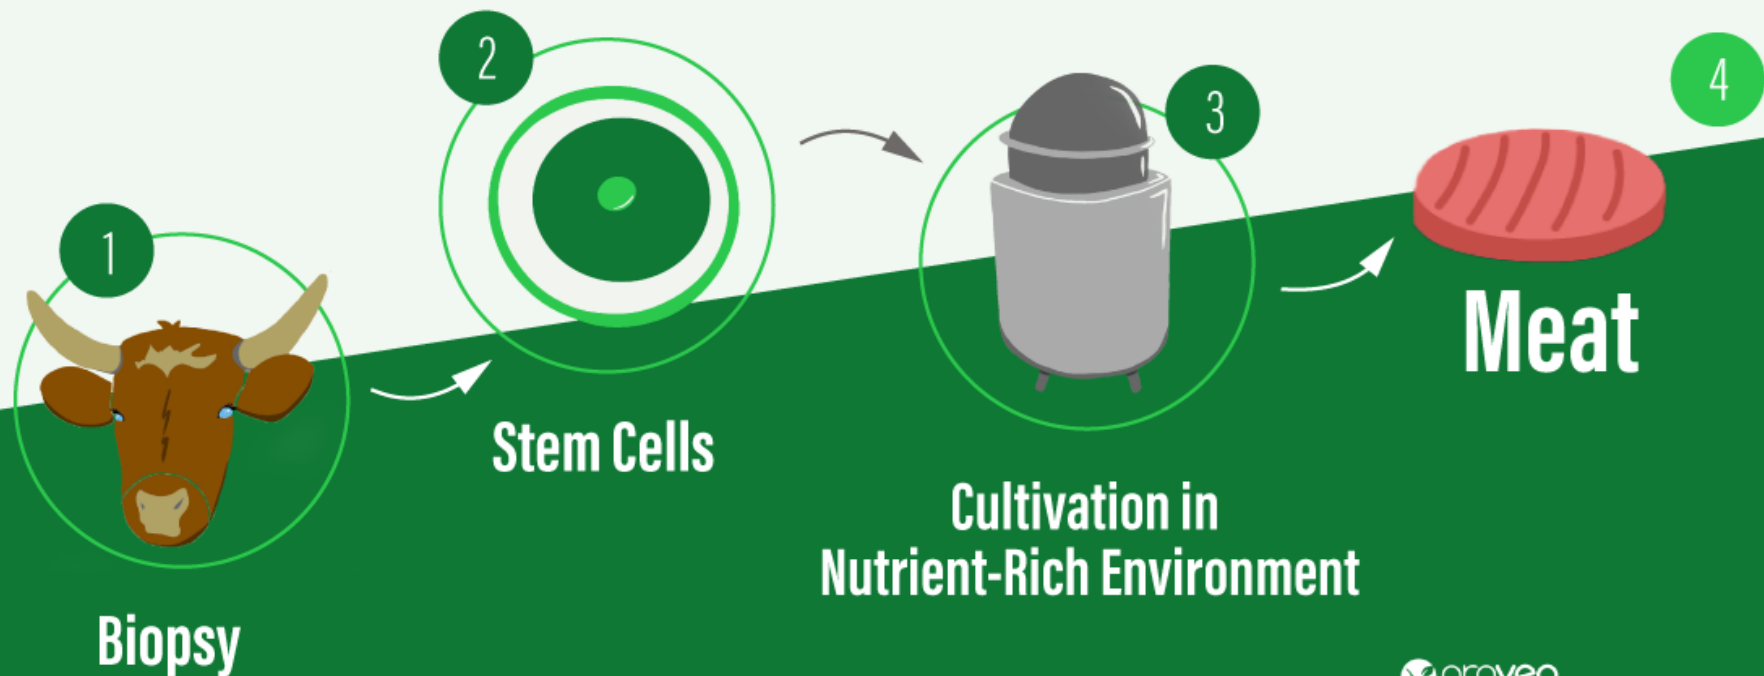 1
Biopsy
2
Stem Cells
3
Cultivation in
Nutrient-Rich Environment
4
Meat